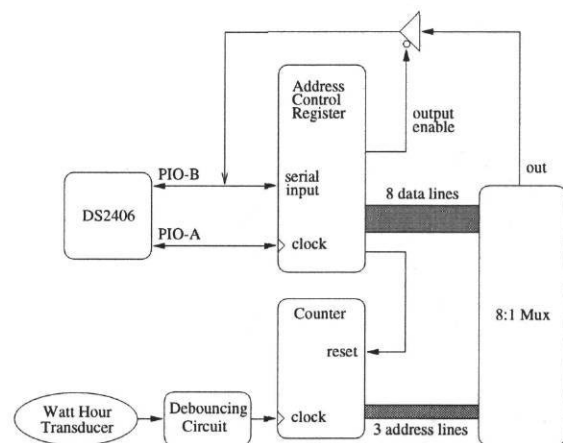 Address
Control
Register
output
enable
out
PIO-B
serial
input
8 data lines
DS2406
PIO-A
clock
Counter
8:1 Mux
reset
Watt Hour
Transducer
Debouncing
Circuit
clock
3 address lines